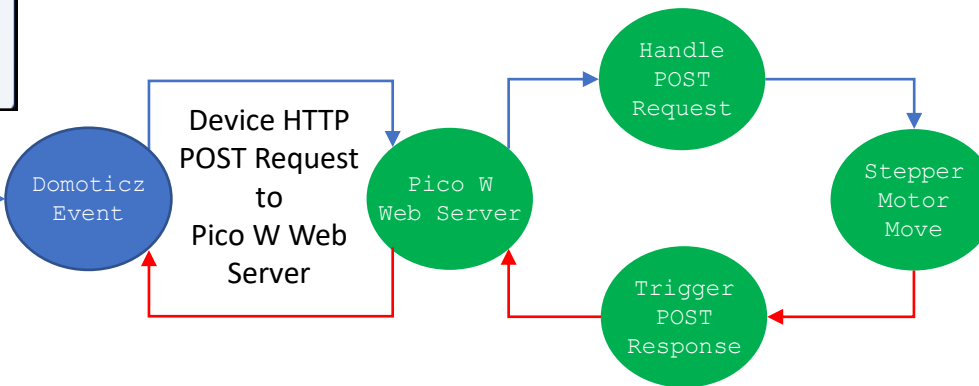 Domoticz
Event
Device HTTP
POST Request
to
Pico W Web
Server
Pico W
Web Server
Handle
POST
Request
Stepper
Motor
Move
Trigger
POST
Response